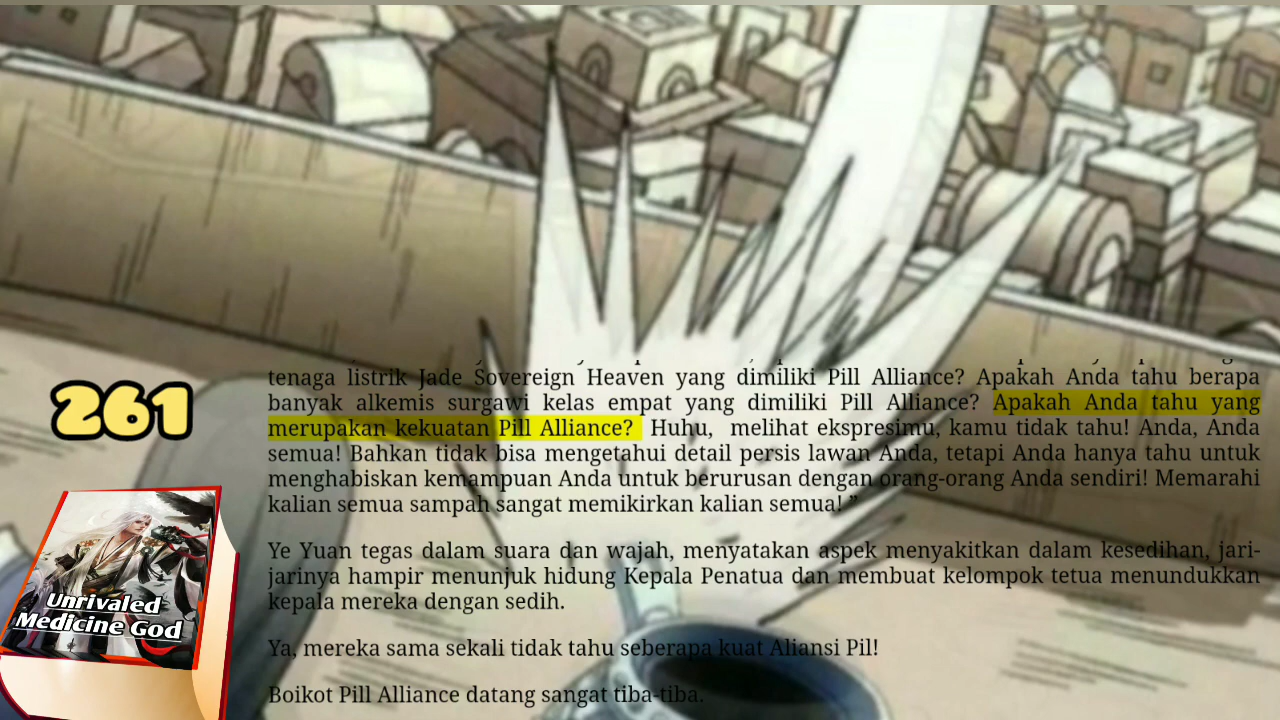 tenaga listrik Jade Sovereign Heaven yang dimiliki Pill Alliance? Apakah Anda tahu berapa
banyak alkemis surgawi kelas empat yang dimiliki Pill Alliance? Apakah Anda tahu yang
merupakan kekuatan Pill Alliance? Huhu, melihat ekspresimu, kamu tidak tahu! Anda, Anda
semua! Bahkan tidak bisa mengetahui detail persis lawan Anda, tetapi Anda hanya tahu untuk
menghabiskan kemampuan Anda untuk berurusan dengan orang-orang Anda sendiri! Memarahi
kalian semua sampah sangat memikirkan kalian semua! ”
Ye Yuan tegas dalam suara dan wajah, menyatakan aspek menyakitkan dalam kesedihan, jari-
jarinya hampir menunjuk hidung Kepala Penatua dan membuat kelompok tetua menundukkan
kepala mereka dengan sedih.
Ya, mereka sama sekali tidak tahu seberapa kuat Aliansi Pil!
Boikot Pill Alliance datang sangat tiba-tiba.
261
Unrivaled
Medicine God